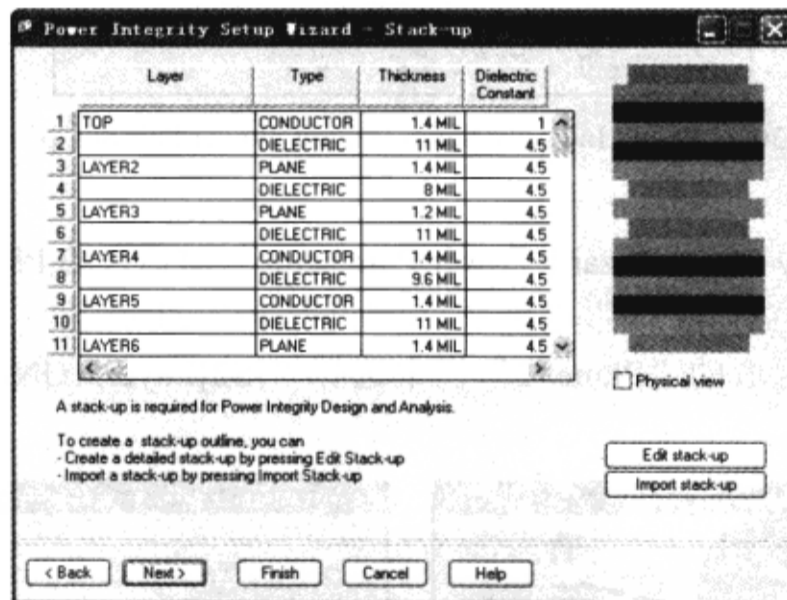 Power Integrity Setup Wizard - Stack-up
Layer Type Thickness Dielectric Constant
1 TOP CONDUCTOR 1.4 MIL 1
2 DIELECTRIC 11 MIL 4.5
3 LAYER2 PLANE 1.4 MIL 4.5
4 DIELECTRIC 8 MIL 4.5
5 LAYER3 PLANE 1.2 MIL 4.5
6 DIELECTRIC 11 MIL 4.5
7 LAYER4 CONDUCTOR 1.4 MIL 4.5
8 DIELECTRIC 9.6 MIL 4.5
9 LAYER5 CONDUCTOR 1.4 MIL 4.5
10 DIELECTRIC 11 MIL 4.5
11 LAYER6 PLANE 1.4 MIL 4.5
Physical view
A stack-up is required for Power Integrity Design and Analysis.
To create a stack-up outline, you can
- Create a detailed stack-up by pressing Edit Stack-up
- Import a stack-up by pressing Import Stack-up
Edit stack-up
Import stack-up
< Back Next > Finish Cancel Help